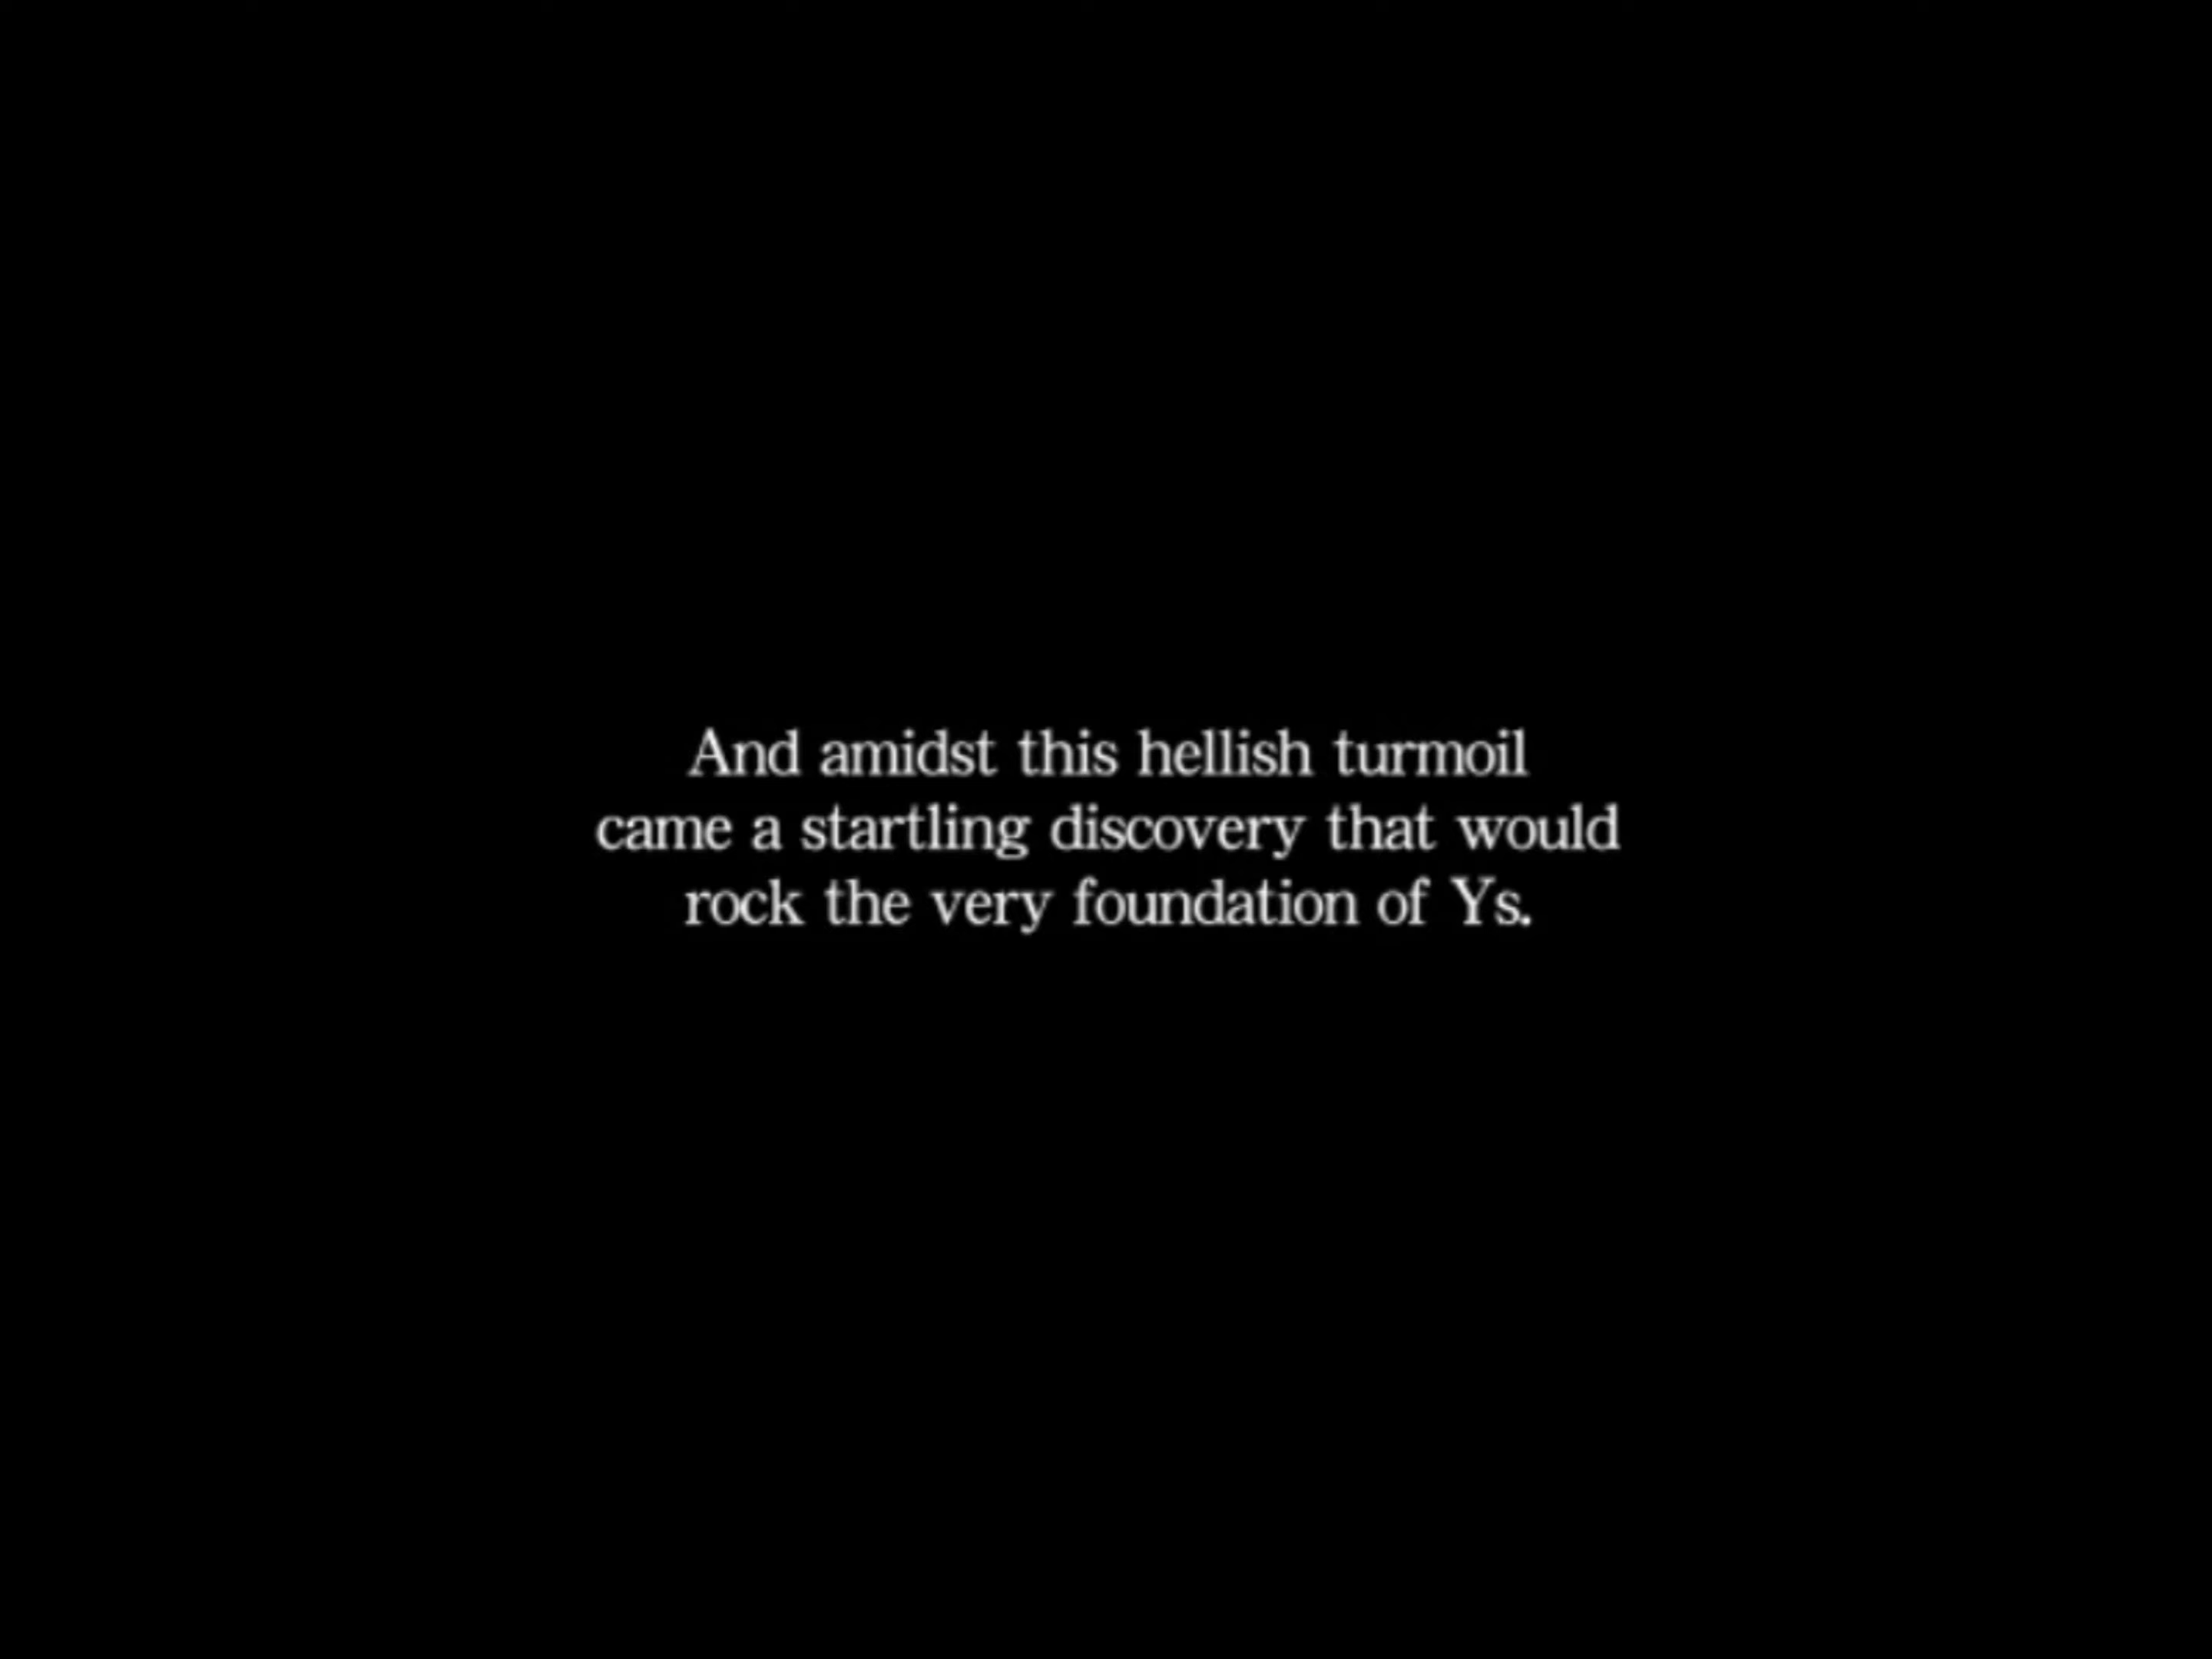 And amidst this hellish turmoil
came a startling discovery that would
rock the very foundation of Ys.